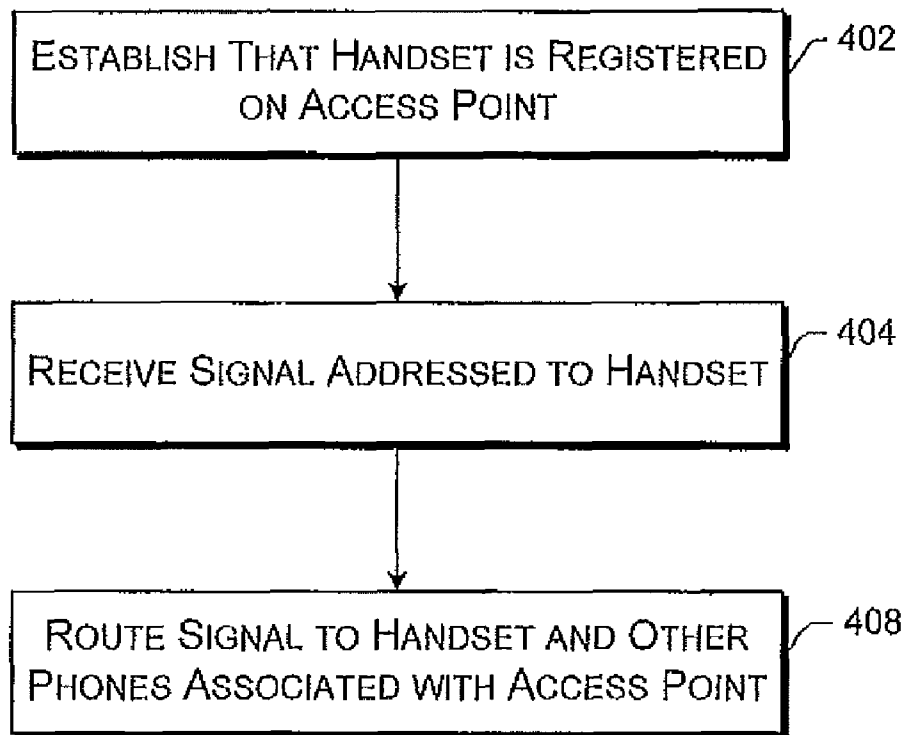 ESTABLISH THAT HANDSET IS REGISTERED
ON ACCESS POINT
402
RECEIVE SIGNAL ADDRESSED TO HANDSET
404
ROUTE SIGNAL TO HANDSET AND OTHER
PHONES ASSOCIATED WITH ACCESS POINT
408